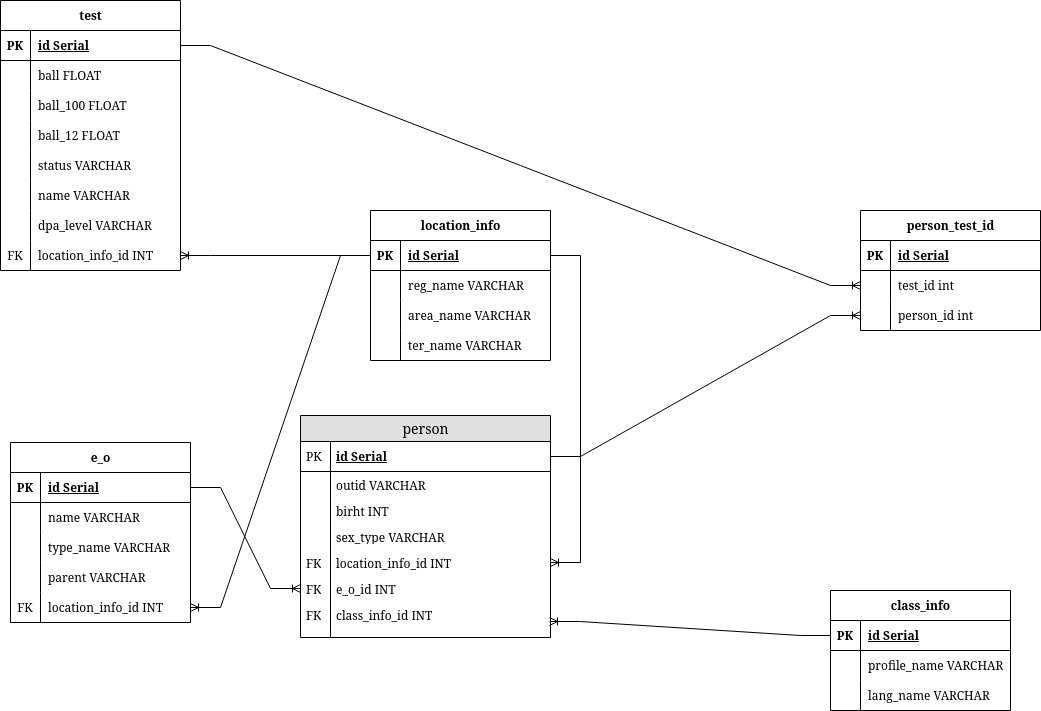 test
PK id Serial
ball FLOAT
ball_100 FLOAT
ball_12 FLOAT
status VARCHAR
name VARCHAR
dpa_level VARCHAR
FK location_info_id INT
location_info
PK id Serial
reg_name VARCHAR
area_name VARCHAR
ter_name VARCHAR
person_test_id
PK id Serial
test_id int
person_id int
e_o
PK id Serial
name VARCHAR
type_name VARCHAR
parent VARCHAR
FK location_info_id INT
person
PK id Serial
outid VARCHAR
birht INT
sex_type VARCHAR
FK location_info_id INT
FK e_o_id INT
FK class_info_id INT
class_info
PK id Serial
profile_name VARCHAR
lang_name VARCHAR